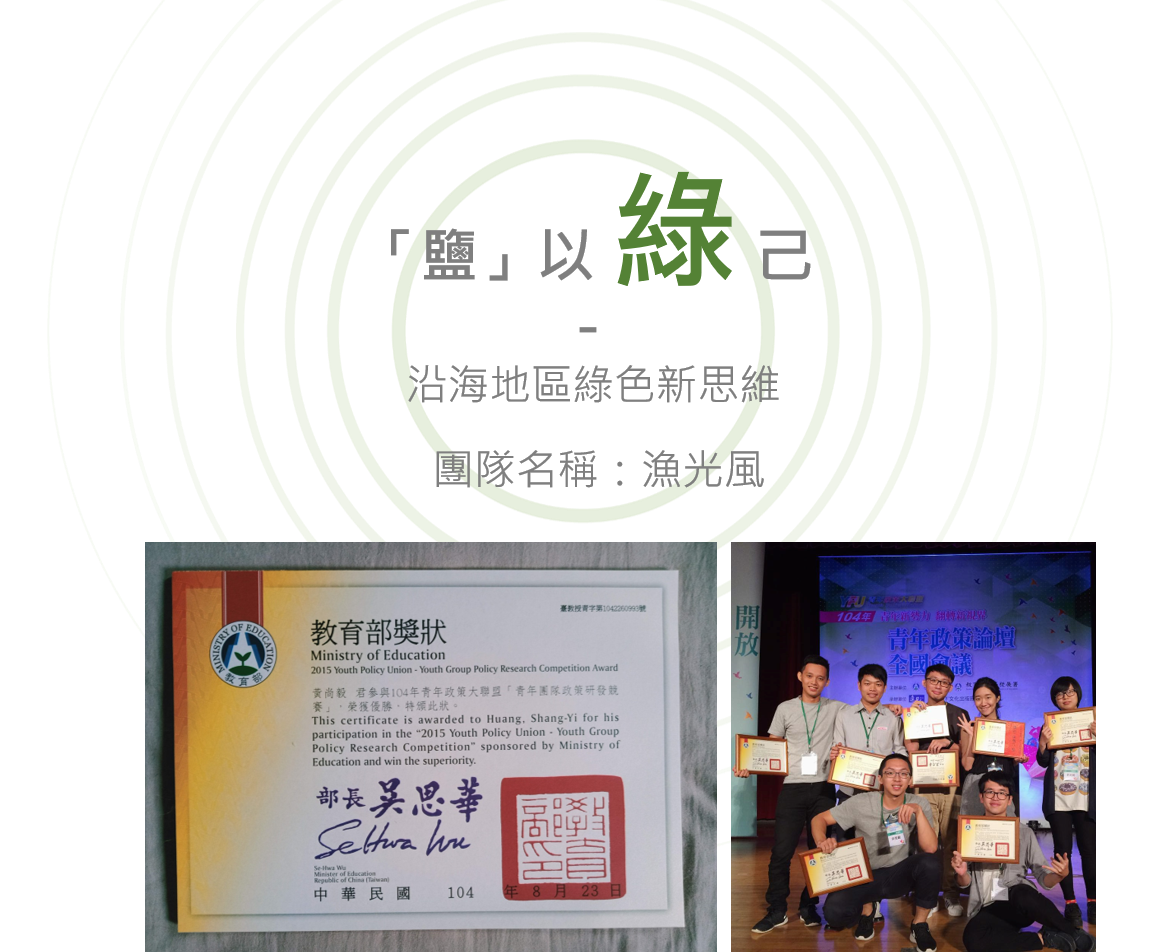 「鹽」以綠己
-
沿海地區綠色新思維
團隊名稱：漁光風
臺教授青字第1042260993號
教育部獎狀
Ministry of Education
2015 Youth Policy Union - Youth Group Policy Research Competition Award
黃尚毅 君參與104年青年政策大聯盟「青年團隊政策研發競
賽」，榮獲優勝，特頒此狀。
This certificate is awarded to Huang, Shang-Yi for his
participation in the “2015 Youth Policy Union - Youth Group
Policy Research Competition” sponsored by Ministry of
Education and win the superiority.
MINISTRY OF EDUCATION
教育部
部長 吳思華
Se-Hwa Wu
Se-Hwa Wu
Minister of Education
Republic of China (Taiwan)
中華民國 104 年 8 月 23 日
開放
104年
青年政策論壇
全國會議